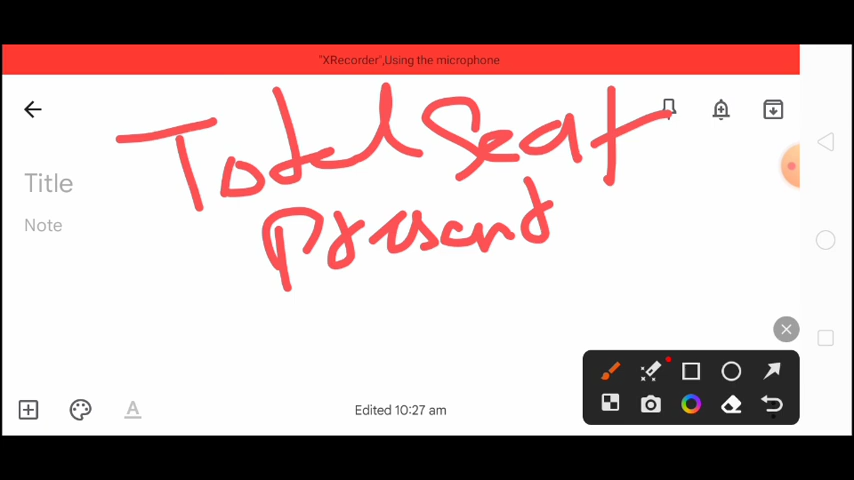 "XRecorder",Using the microphone
Total Seat
Present
Title
Note
A
Edited 10:27 am